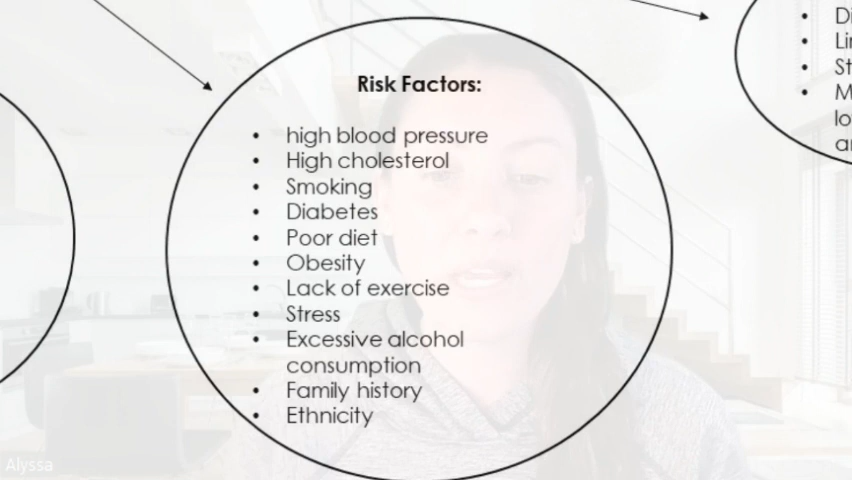 Risk Factors:
• high blood pressure
• High cholesterol
• Smoking
• Diabetes
• Poor diet
• Obesity
• Lack of exercise
• Stress
• Excessive alcohol
consumption
• Family history
• Ethnicity
Alyssa